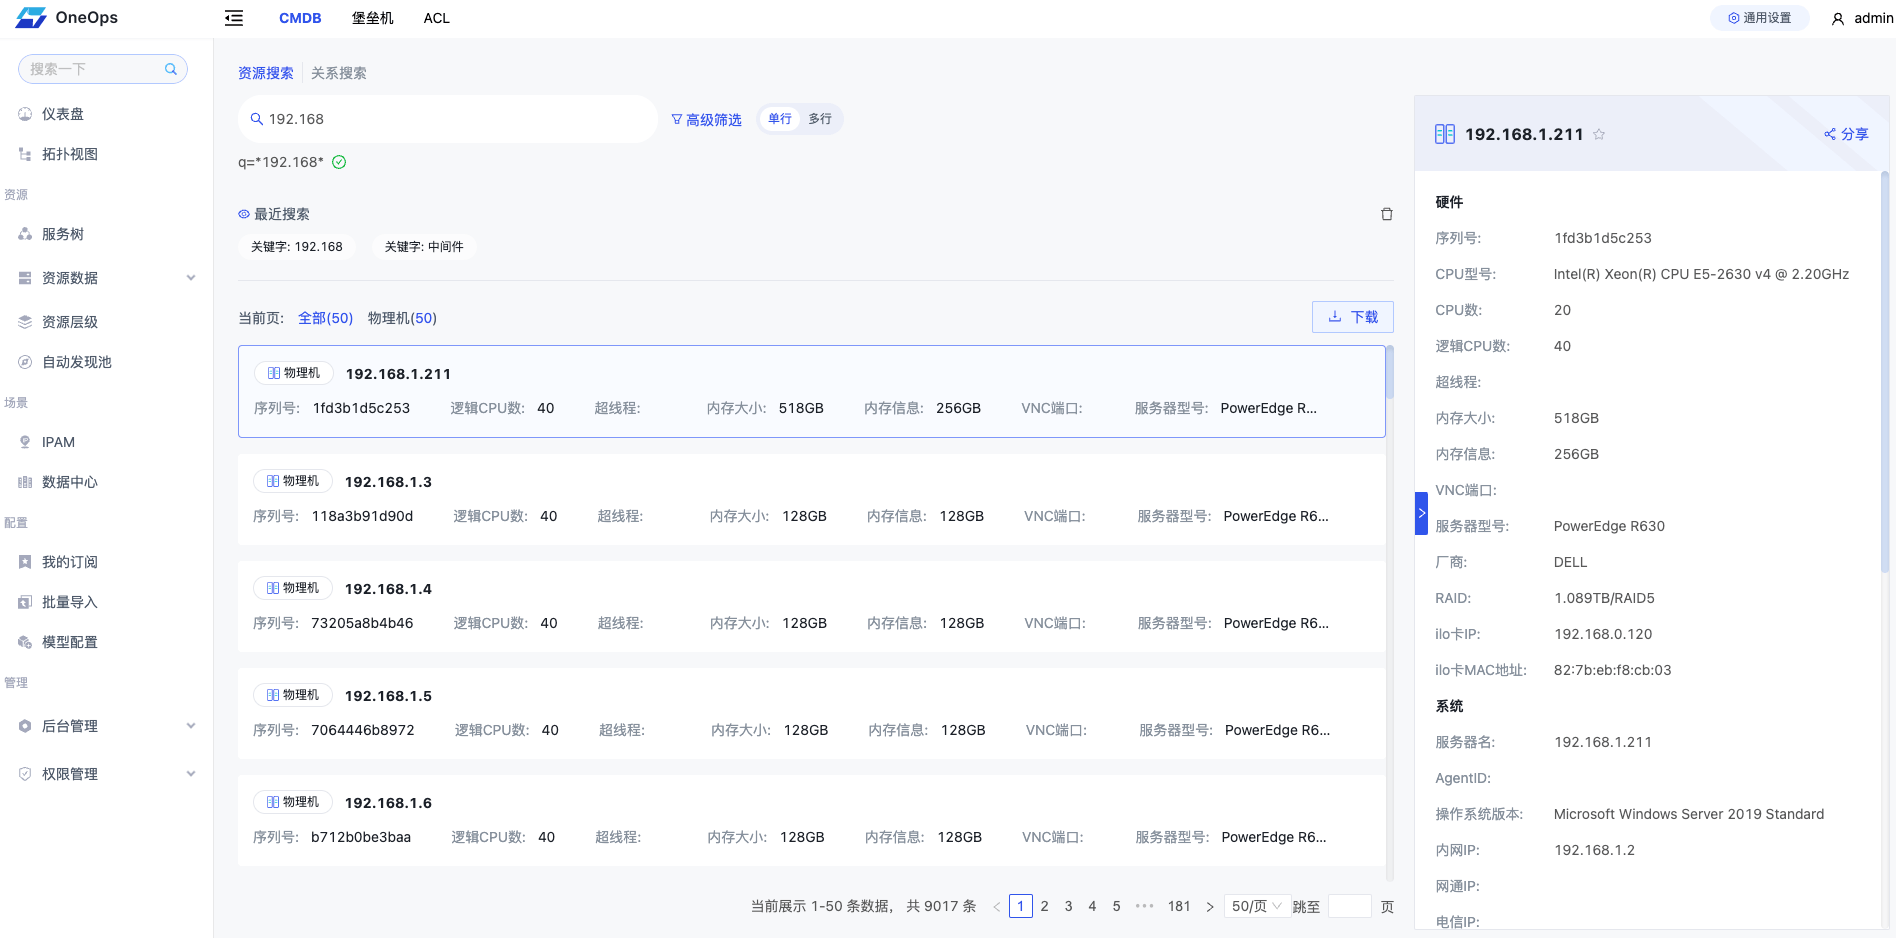 OneOps
CMDB 堡垒机 ACL
通用设置 admin
搜索一下
仪表盘
拓扑视图
资源
服务树
资源数据
资源层级
自动发现池
场景
IPAM
数据中心
配置
我的订阅
批量导入
模型配置
管理
后台管理
权限管理
资源搜索 关系搜索
192.168
高级筛选 单行 多行
q=*192.168*
最近搜索
关键字: 192.168 关键字: 中间件
当前页: 全部(50) 物理机(50)
下载
物理机 192.168.1.211
序列号: 1fd3b1d5c253 逻辑CPU数: 40 超线程: 内存大小: 518GB 内存信息: 256GB VNC端口: 服务器型号: PowerEdge R...
物理机 192.168.1.3
序列号: 118a3b91d90d 逻辑CPU数: 40 超线程: 内存大小: 128GB 内存信息: 128GB VNC端口: 服务器型号: PowerEdge R6...
物理机 192.168.1.4
序列号: 73205a8b4b46 逻辑CPU数: 40 超线程: 内存大小: 128GB 内存信息: 128GB VNC端口: 服务器型号: PowerEdge R6...
物理机 192.168.1.5
序列号: 7064446b8972 逻辑CPU数: 40 超线程: 内存大小: 128GB 内存信息: 128GB VNC端口: 服务器型号: PowerEdge R6...
物理机 192.168.1.6
序列号: b712b0be3baa 逻辑CPU数: 40 超线程: 内存大小: 128GB 内存信息: 128GB VNC端口: 服务器型号: PowerEdge R6...
当前展示 1-50 条数据， 共 9017 条 < 1 2 3 4 5 ••• 181 > 50/页 跳至 页
192.168.1.211 分享
硬件
序列号: 1fd3b1d5c253
CPU型号: Intel(R) Xeon(R) CPU E5-2630 v4 @ 2.20GHz
CPU数: 20
逻辑CPU数: 40
超线程:
内存大小: 518GB
内存信息: 256GB
VNC端口:
服务器型号: PowerEdge R630
厂商: DELL
RAID: 1.089TB/RAID5
ilo卡IP: 192.168.0.120
ilo卡MAC地址: 82:7b:eb:f8:cb:03
系统
服务器名: 192.168.1.211
AgentID:
操作系统版本: Microsoft Windows Server 2019 Standard
内网IP: 192.168.1.2
网通IP:
电信IP: